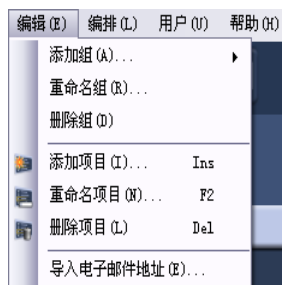 编辑(E) 编排(L) 用户(U) 帮助(H)
添加组(A)...
重命名组(R)...
删除组(D)
添加项目(I)... Ins
重命名项目(N)... F2
删除项目(L) Del
导入电子邮件地址(E)...